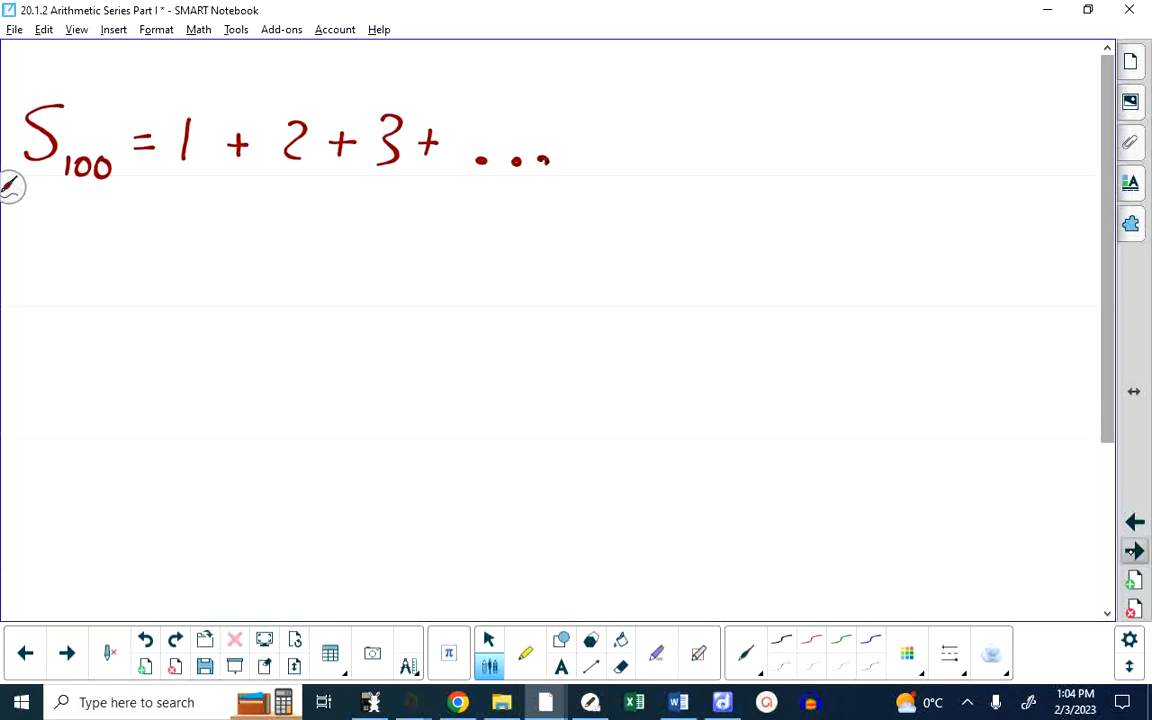 20.1.2 Arithmetic Series Part I * - SMART Notebook
File Edit View Insert Format Math Tools Add-ons Account Help
S100 = 1 + 2 + 3 + ...
π
A
Type here to search
0°C
1:04 PM
2/3/2023